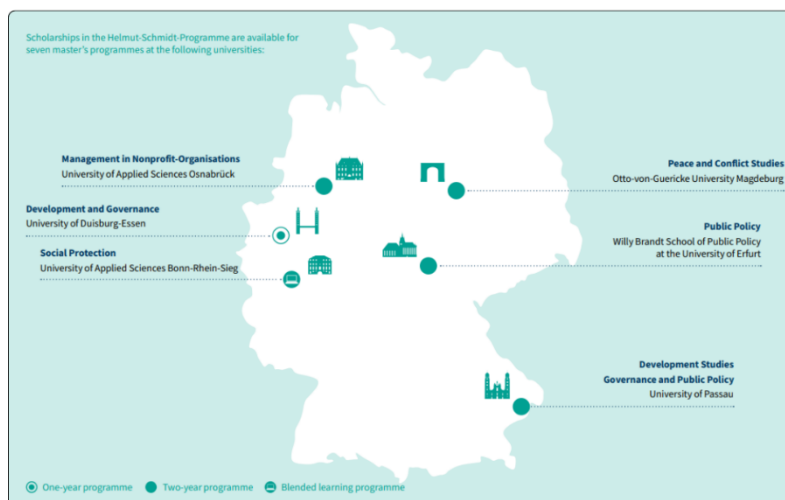 Scholarships in the Helmut-Schmidt-Programme are available for
seven master's programmes at the following universities:
Management in Nonprofit-Organisations
University of Applied Sciences Osnabrück
Peace and Conflict Studies
Otto-von-Guericke University Magdeburg
Development and Governance
University of Duisburg-Essen
Public Policy
Willy Brandt School of Public Policy
at the University of Erfurt
Social Protection
University of Applied Sciences Bonn-Rhein-Sieg
Development Studies
Governance and Public Policy
University of Passau
One-year programme Two-year programme Blended learning programme